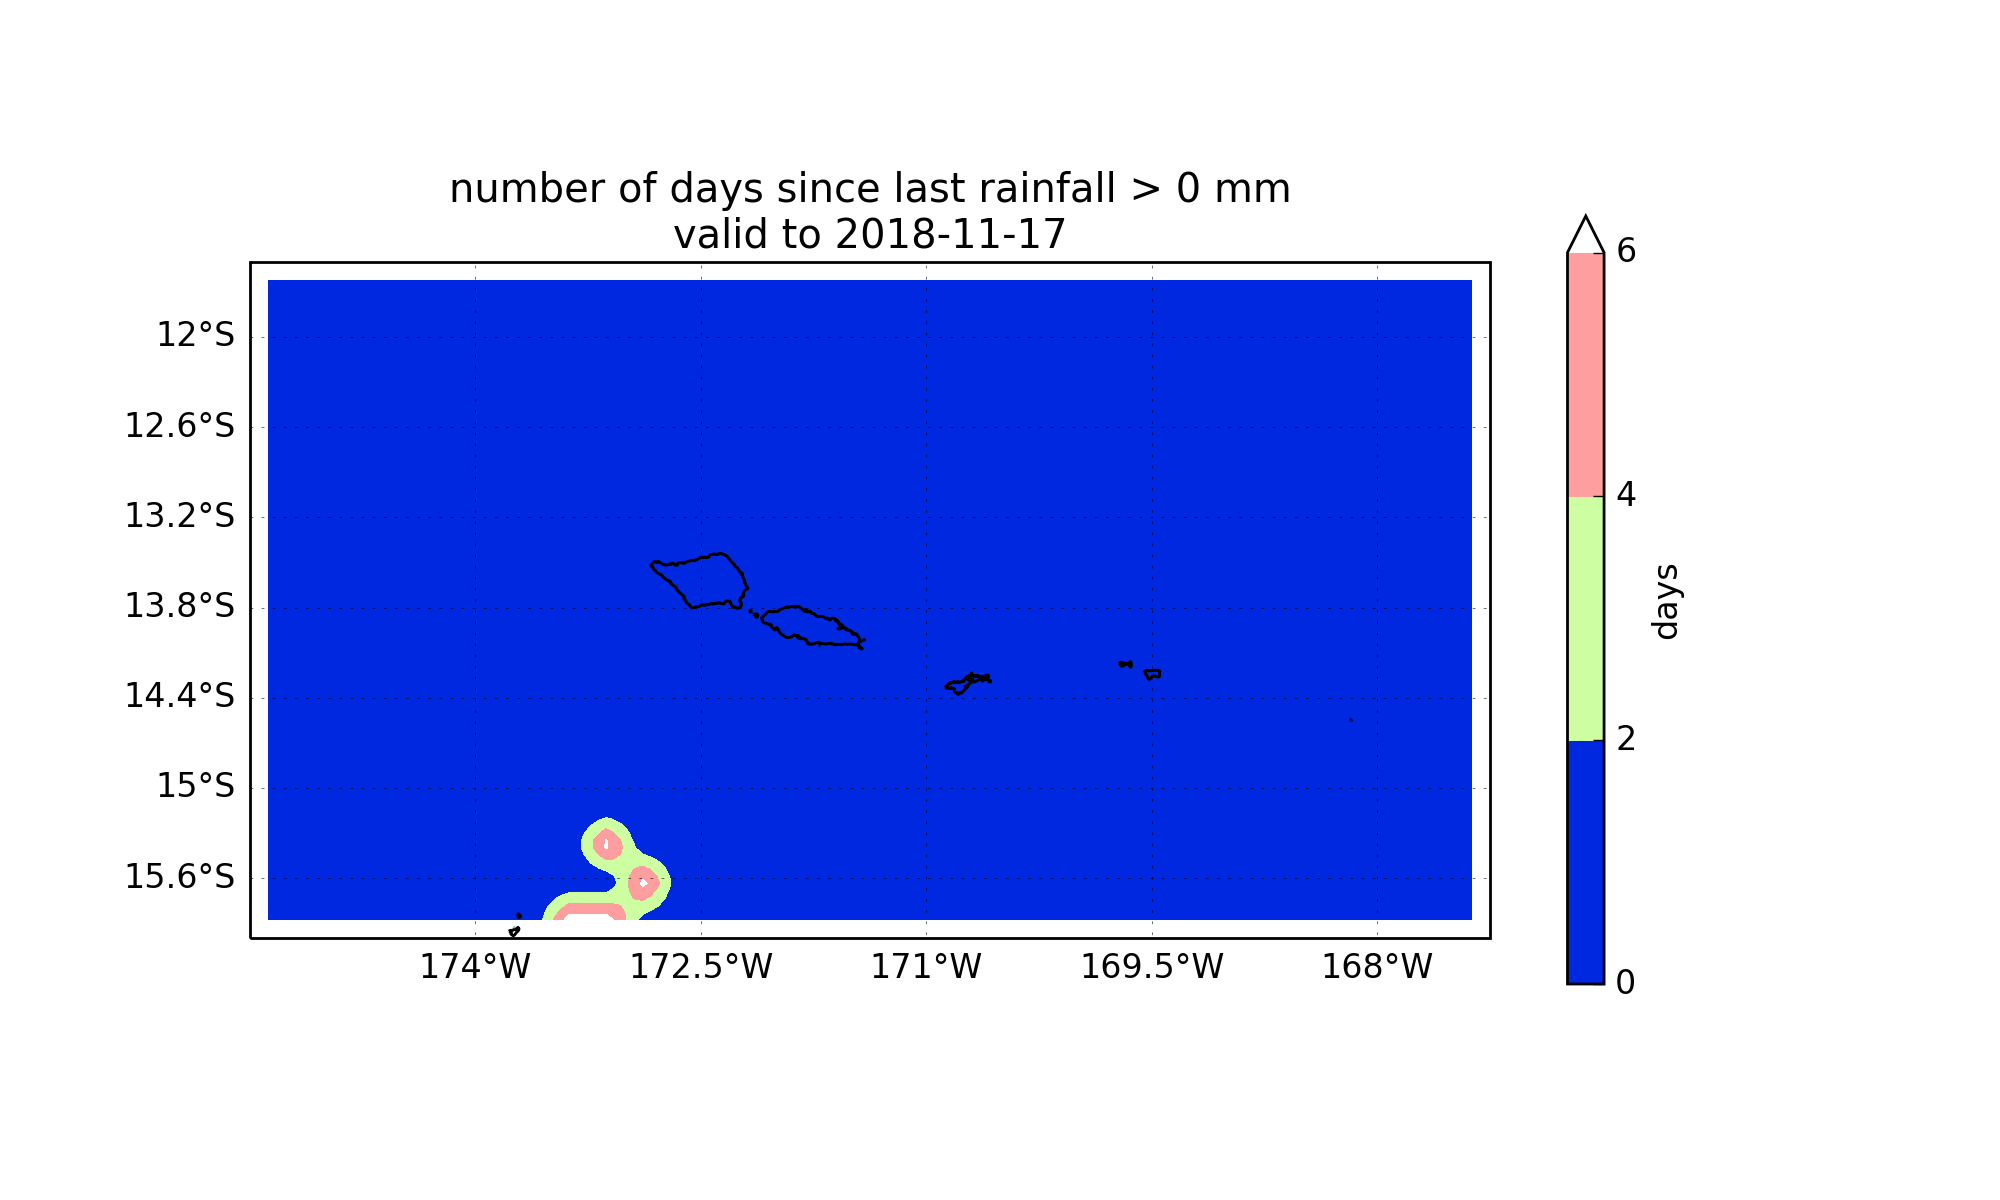 number of days since last rainfall > 0 mm
valid to 2018-11-17
12°S
12.6°S
13.2°S
13.8°S
14.4°S
15°S
15.6°S
174°W
172.5°W
171°W
169.5°W
168°W
6
4
2
0
days